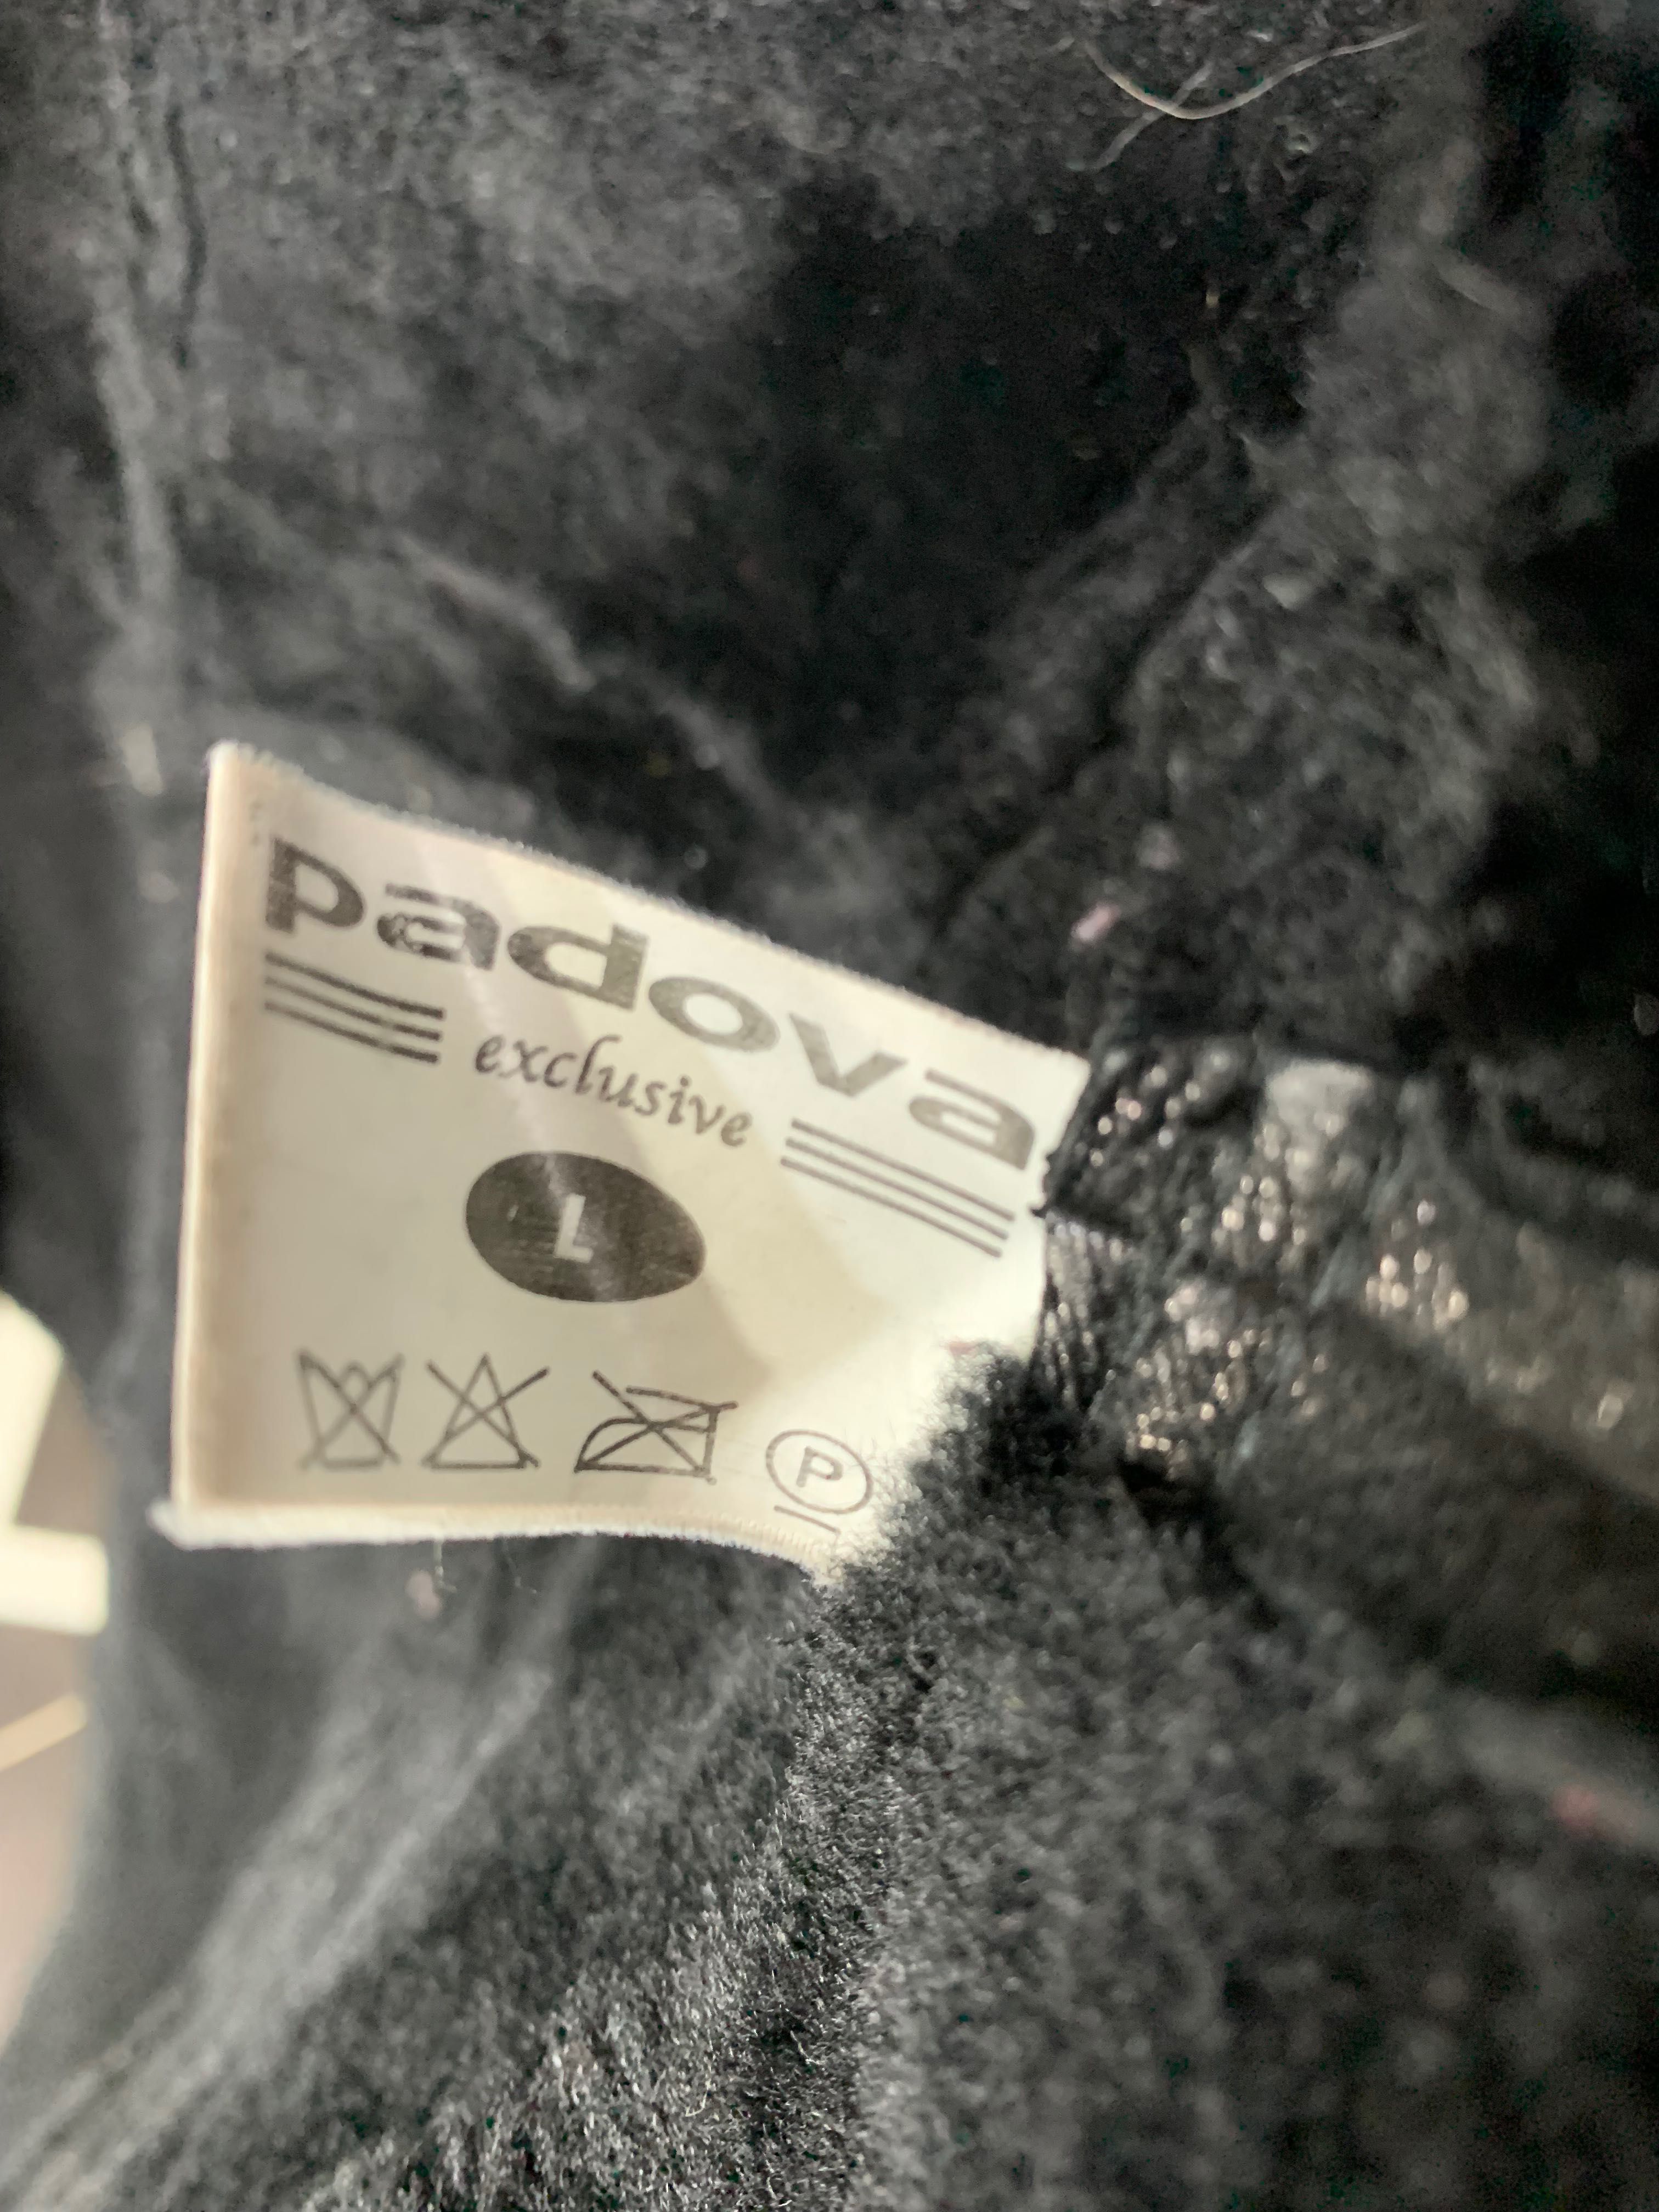 padova
exclusive
L
P